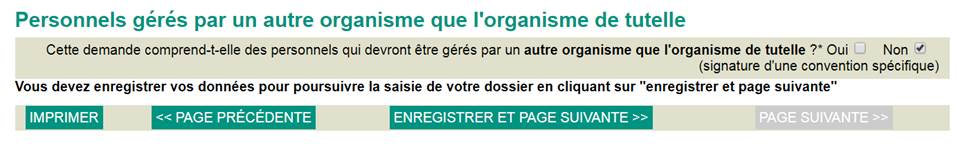 Personnels gérés par un autre organisme que l'organisme de tutelle
Cette demande comprend-t-elle des personnels qui devront être gérés par un autre organisme que l'organisme de tutelle ?* Oui Non
(signature d'une convention spécifique)
Vous devez enregistrer vos données pour poursuivre la saisie de votre dossier en cliquant sur "enregistrer et page suivante"
IMPRIMER << PAGE PRÉCÉDENTE ENREGISTRER ET PAGE SUIVANTE >> PAGE SUIVANTE >>